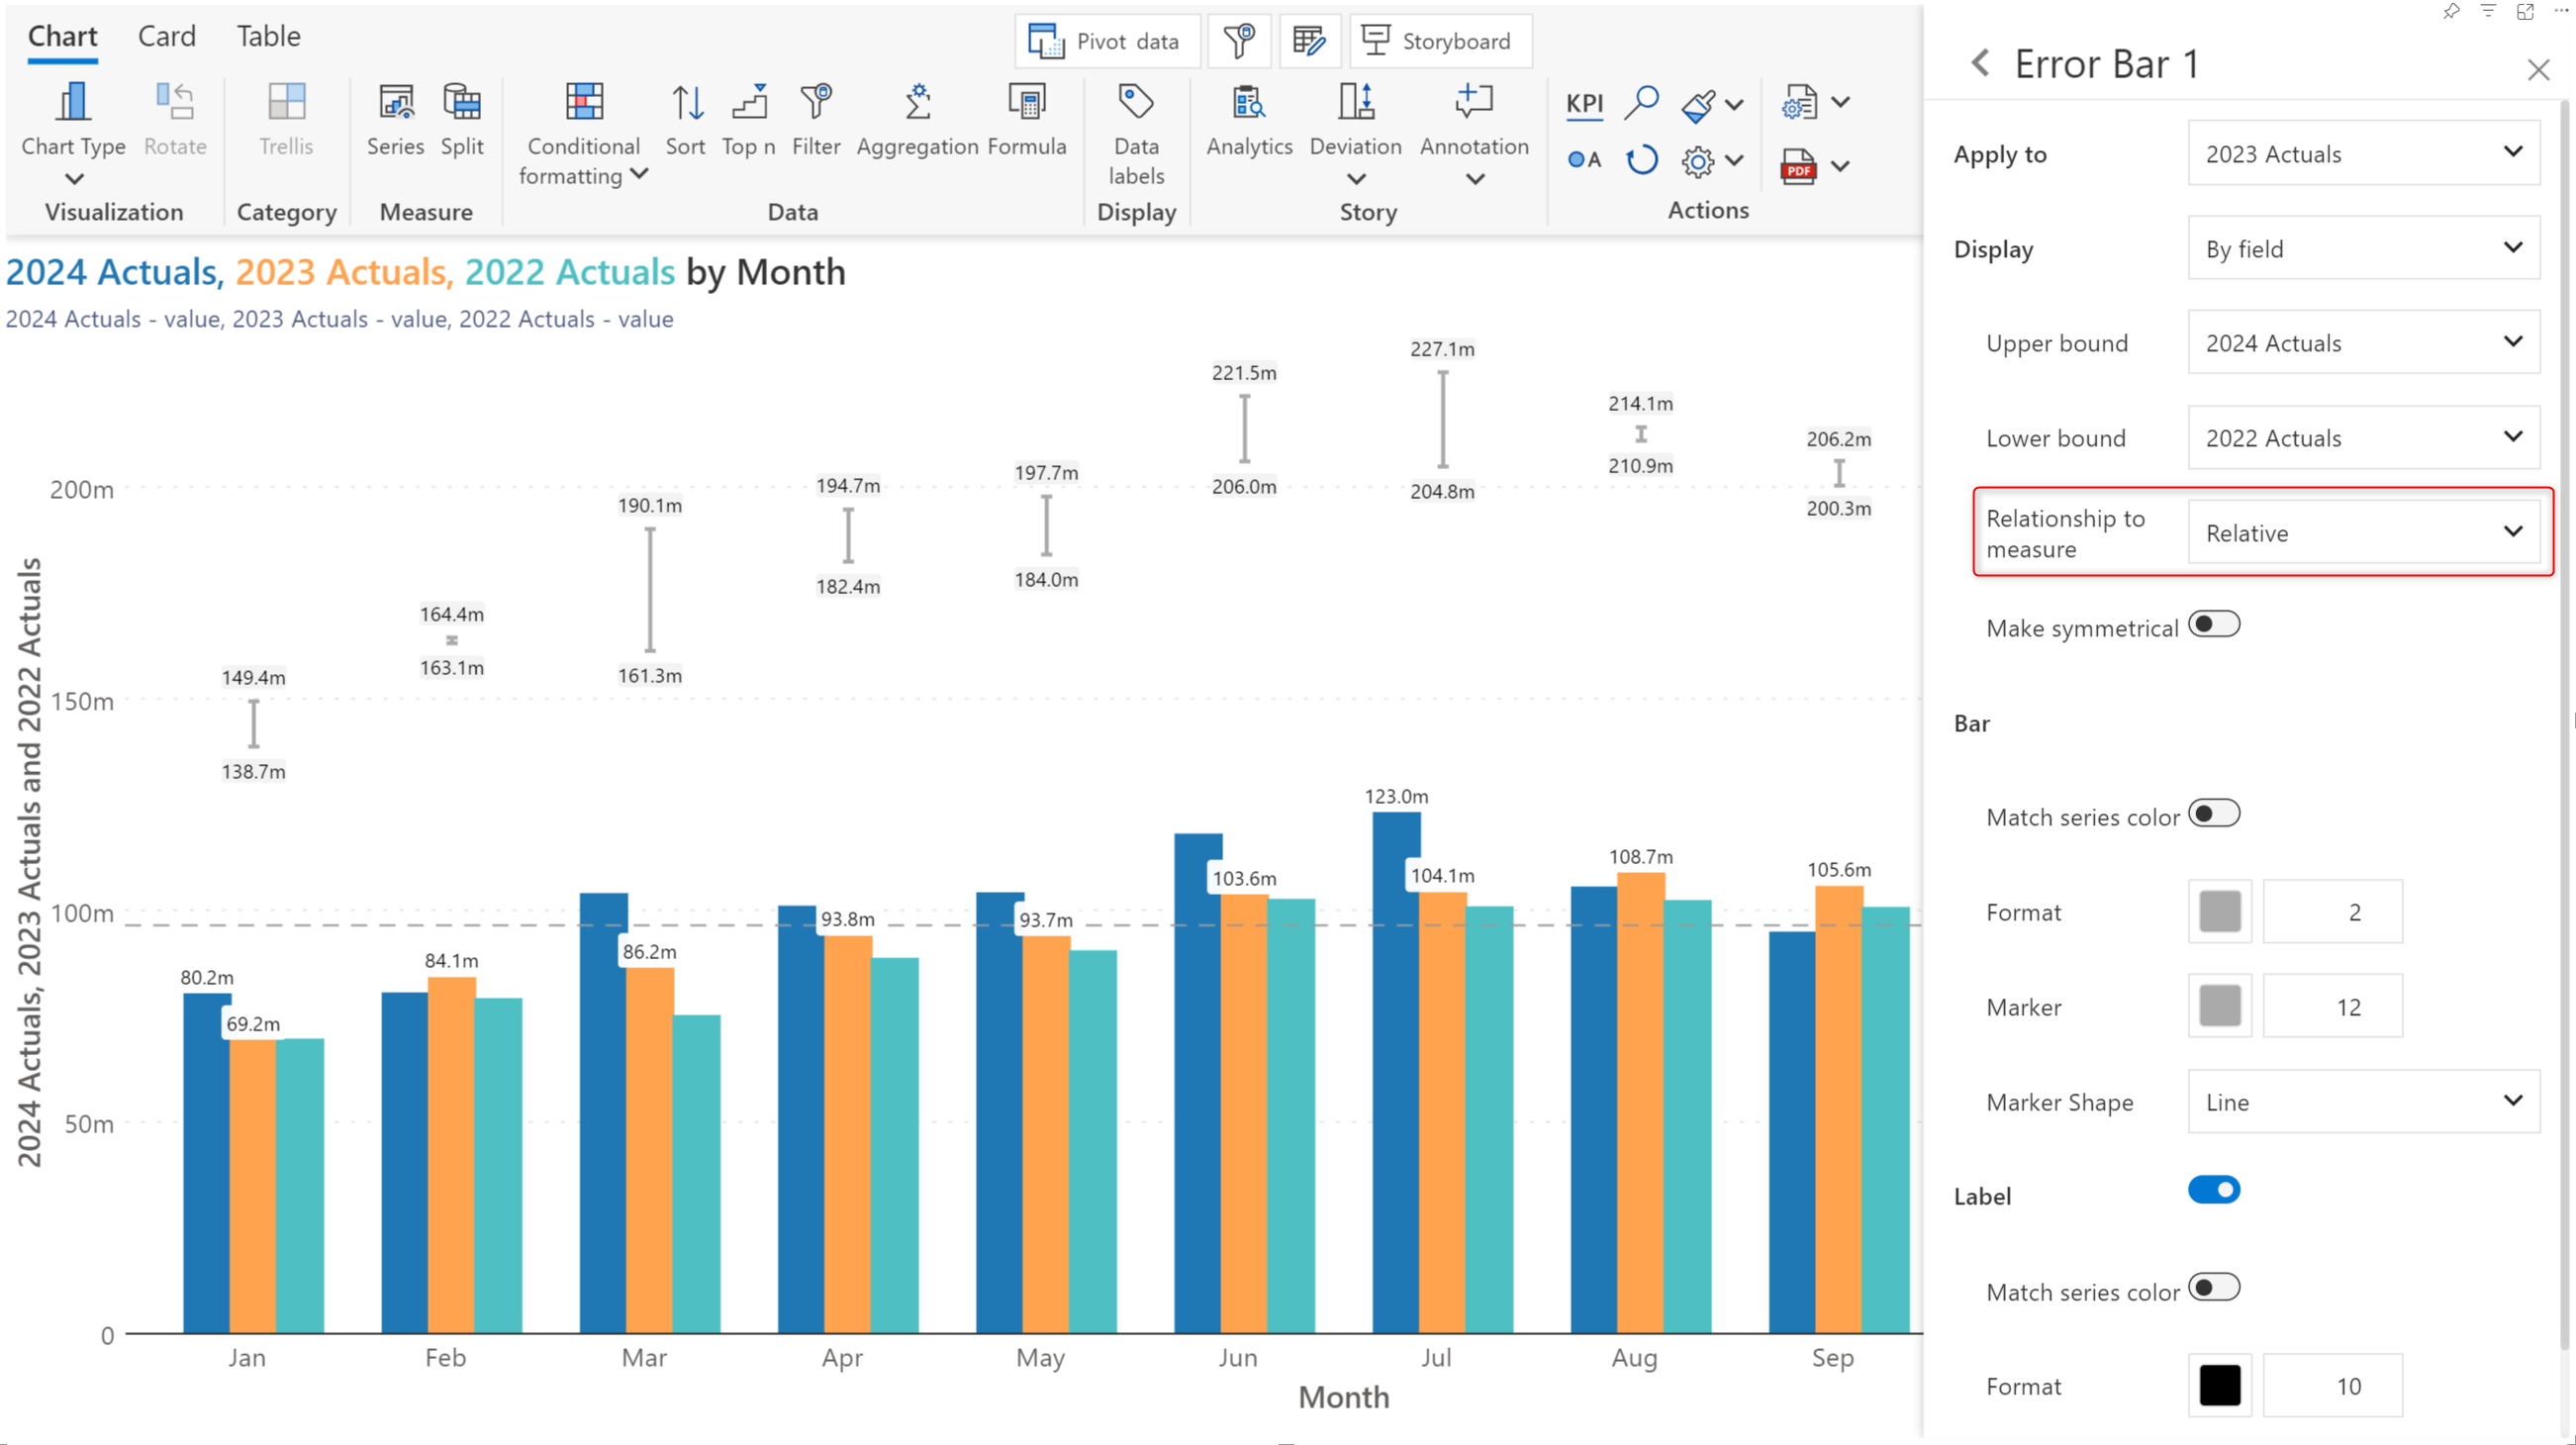 Chart Card Table
Pivot data
Storyboard
Chart Type
Rotate
Trellis
Series
Split
Conditional
formatting
Sort
Top n
Filter
Aggregation
Formula
Data
labels
Analytics
Deviation
Annotation
KPI
A
PDF
Visualization
Category
Measure
Data
Display
Story
Actions
2024 Actuals, 2023 Actuals, 2022 Actuals by Month
2024 Actuals - value, 2023 Actuals - value, 2022 Actuals - value
2024 Actuals, 2023 Actuals and 2022 Actuals
200m
150m
100m
50m
0
149.4m
138.7m
164.4m
163.1m
190.1m
161.3m
194.7m
182.4m
197.7m
184.0m
221.5m
206.0m
227.1m
204.8m
214.1m
210.9m
206.2m
200.3m
80.2m
69.2m
84.1m
86.2m
93.8m
93.7m
103.6m
123.0m
104.1m
108.7m
105.6m
Jan Feb Mar Apr May Jun Jul Aug Sep
Month
Error Bar 1
Apply to 2023 Actuals
Display By field
Upper bound 2024 Actuals
Lower bound 2022 Actuals
Relationship to
measure
Relative
Make symmetrical
Bar
Match series color
Format 2
Marker 12
Marker Shape Line
Label
Match series color
Format 10